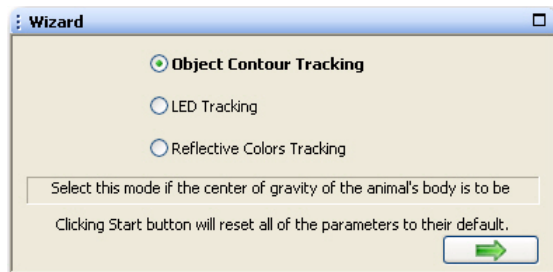 Wizard
Object Contour Tracking
LED Tracking
Reflective Colors Tracking
Select this mode if the center of gravity of the animal's body is to be
Clicking Start button will reset all of the parameters to their default.